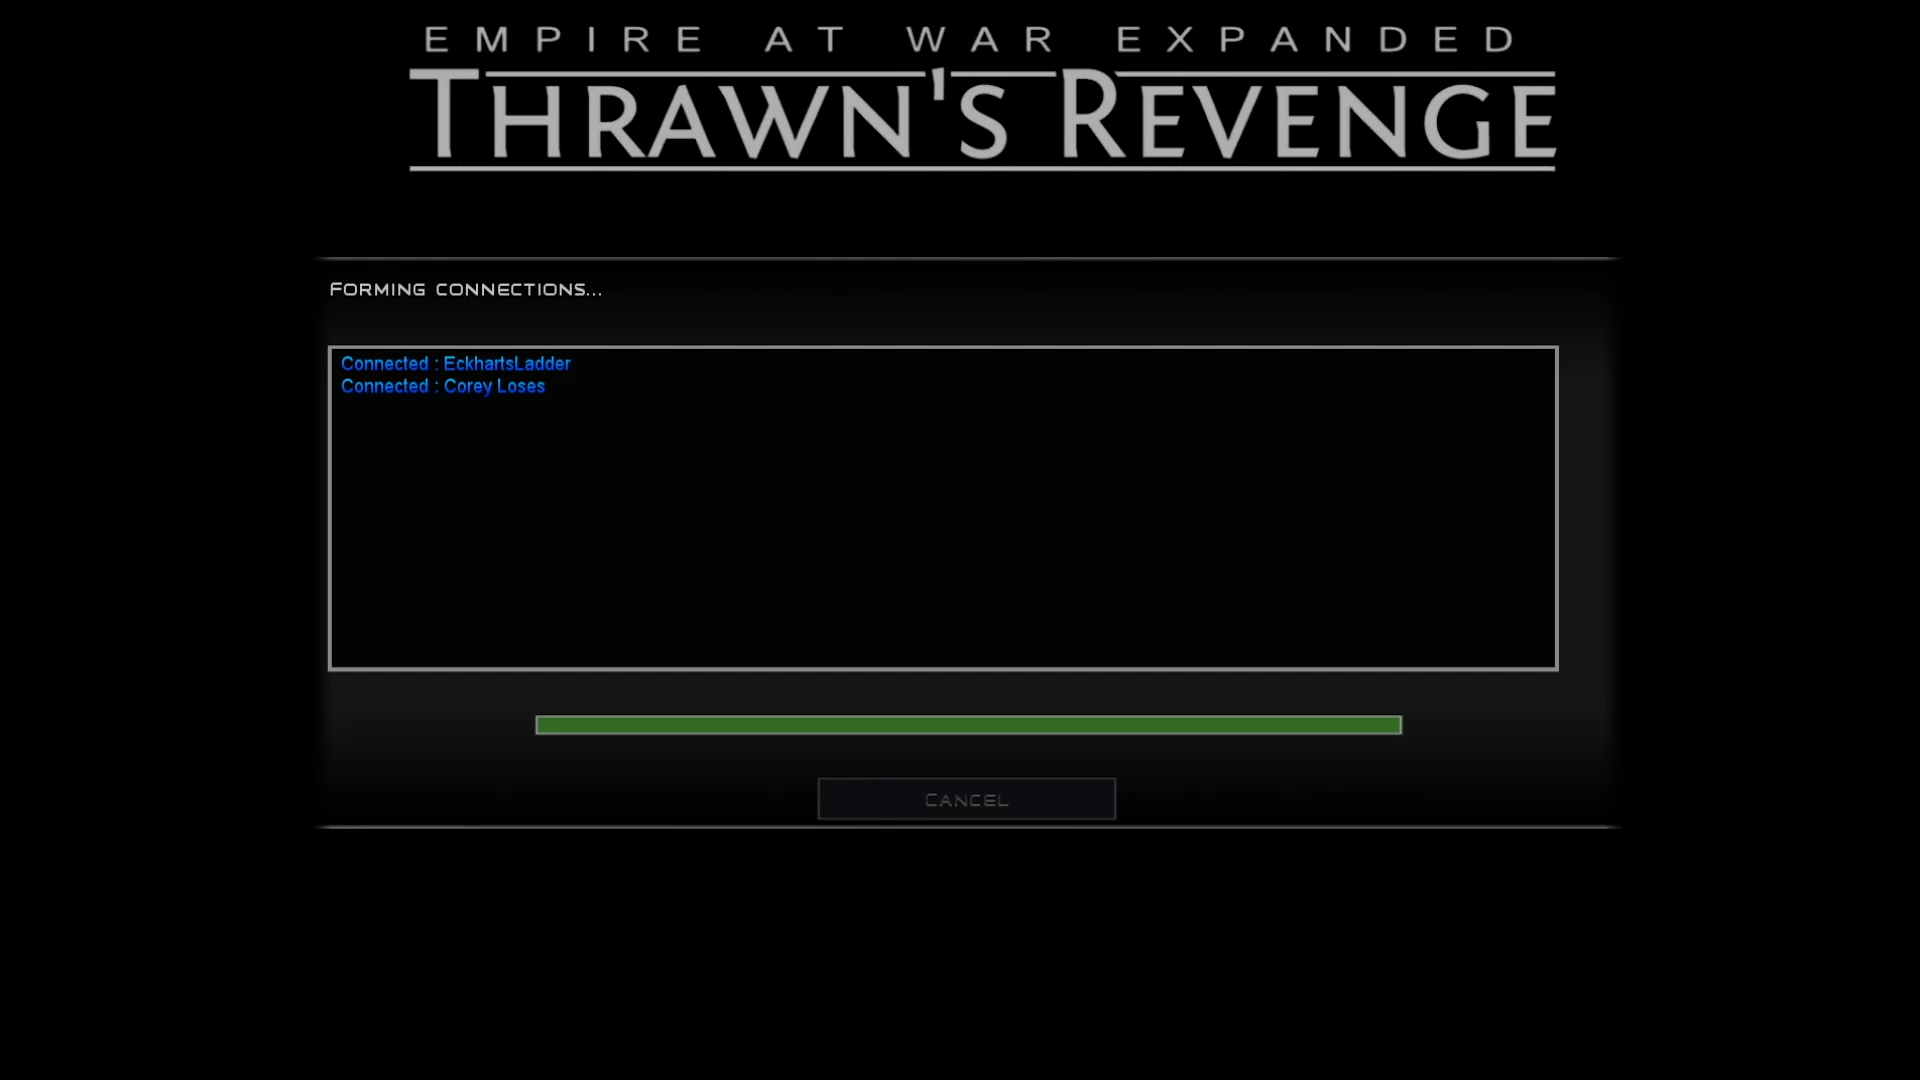 EMPIRE AT WAR EXPANDED
THRAWN'S REVENGE
FORMING CONNECTIONS...
Connected : EckhartsLadder
Connected : Corey Loses
CANCEL